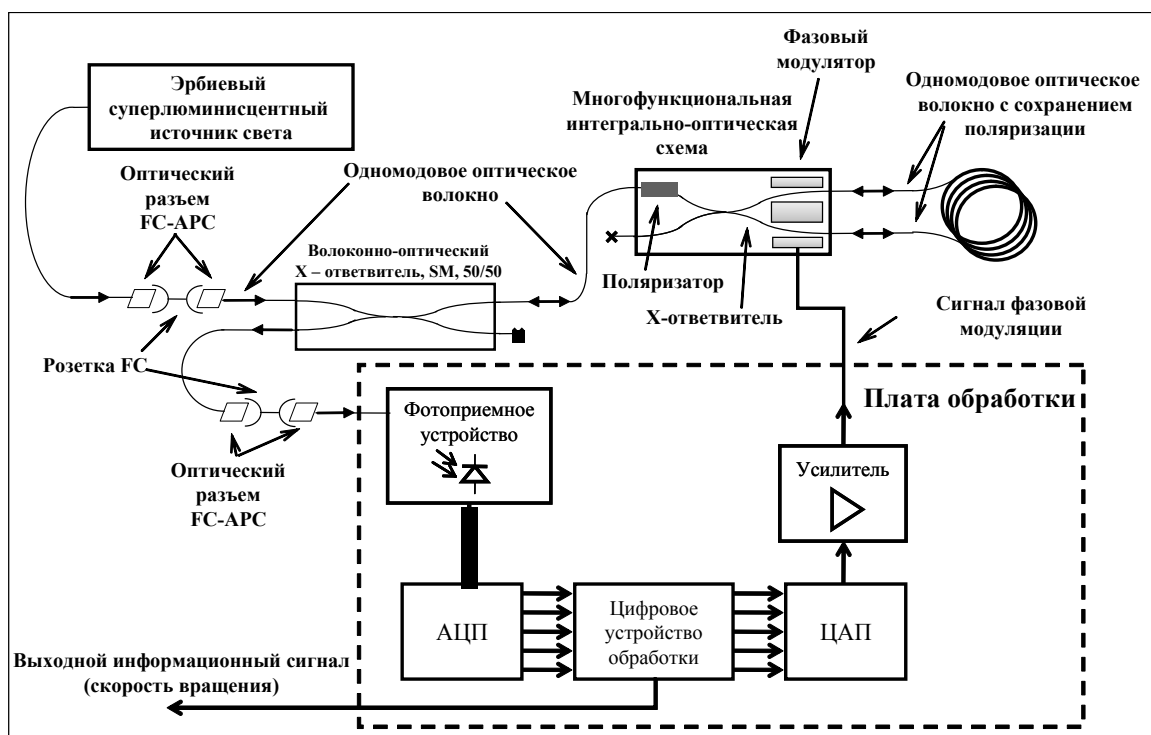 Фазовый
модулятор
Эрбиевый
суперлюминисцентный
источник света
Многофункциональная
интегрально-оптическая
схема
Одномодовое оптическое
волокно с сохранением
поляризации
Оптический
разъем
FC-APC
Одномодовое оптическое
волокно
Волоконно-оптический
X – ответвитель, SM, 50/50
Поляризатор
X-ответвитель
Сигнал фазовой
модуляции
Розетка FC
Оптический
разъем
FC-APC
Фотоприемное
устройство
Плата обработки
Усилитель
АЦП
Цифровое
устройство
обработки
ЦАП
Выходной информационный сигнал
(скорость вращения)